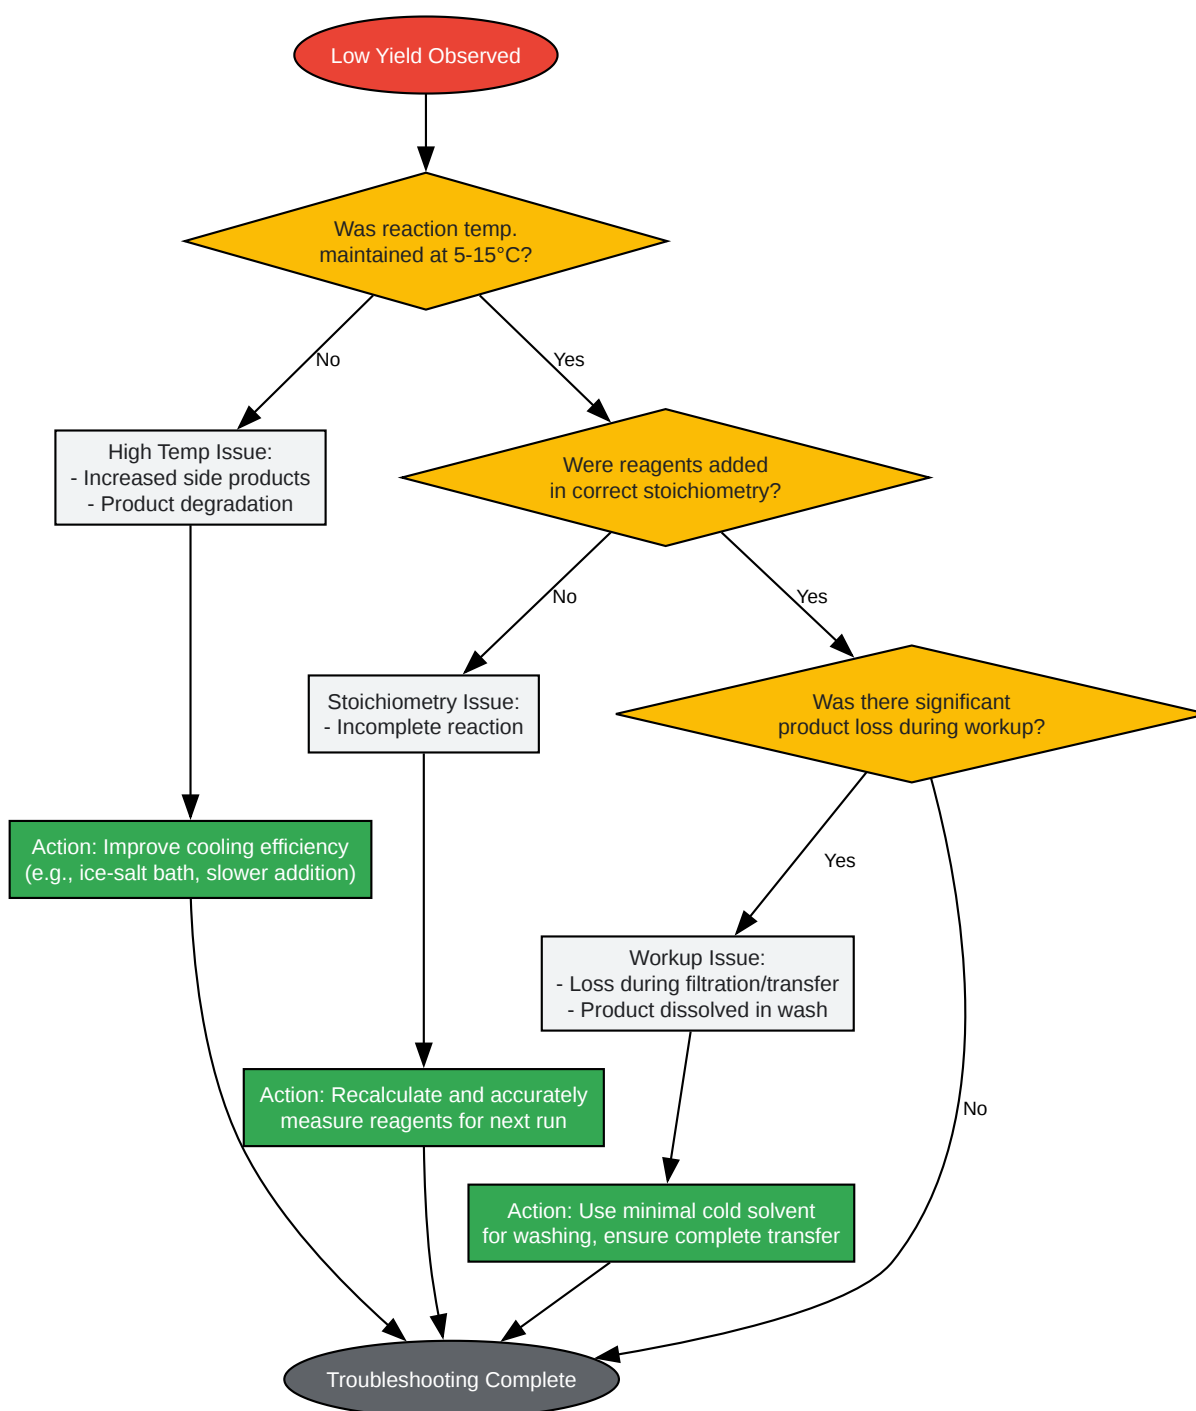 Low Yield Observed
Was reaction temp.
maintained at 5-15°C?
No
Yes
High Temp Issue:
- Increased side products
- Product degradation
Were reagents added
in correct stoichiometry?
No
Yes
Stoichiometry Issue:
- Incomplete reaction
Was there significant
product loss during workup?
Action: Improve cooling efficiency
(e.g., ice-salt bath, slower addition)
Yes
Workup Issue:
- Loss during filtration/transfer
- Product dissolved in wash
Action: Recalculate and accurately
measure reagents for next run
No
Action: Use minimal cold solvent
for washing, ensure complete transfer
Troubleshooting Complete